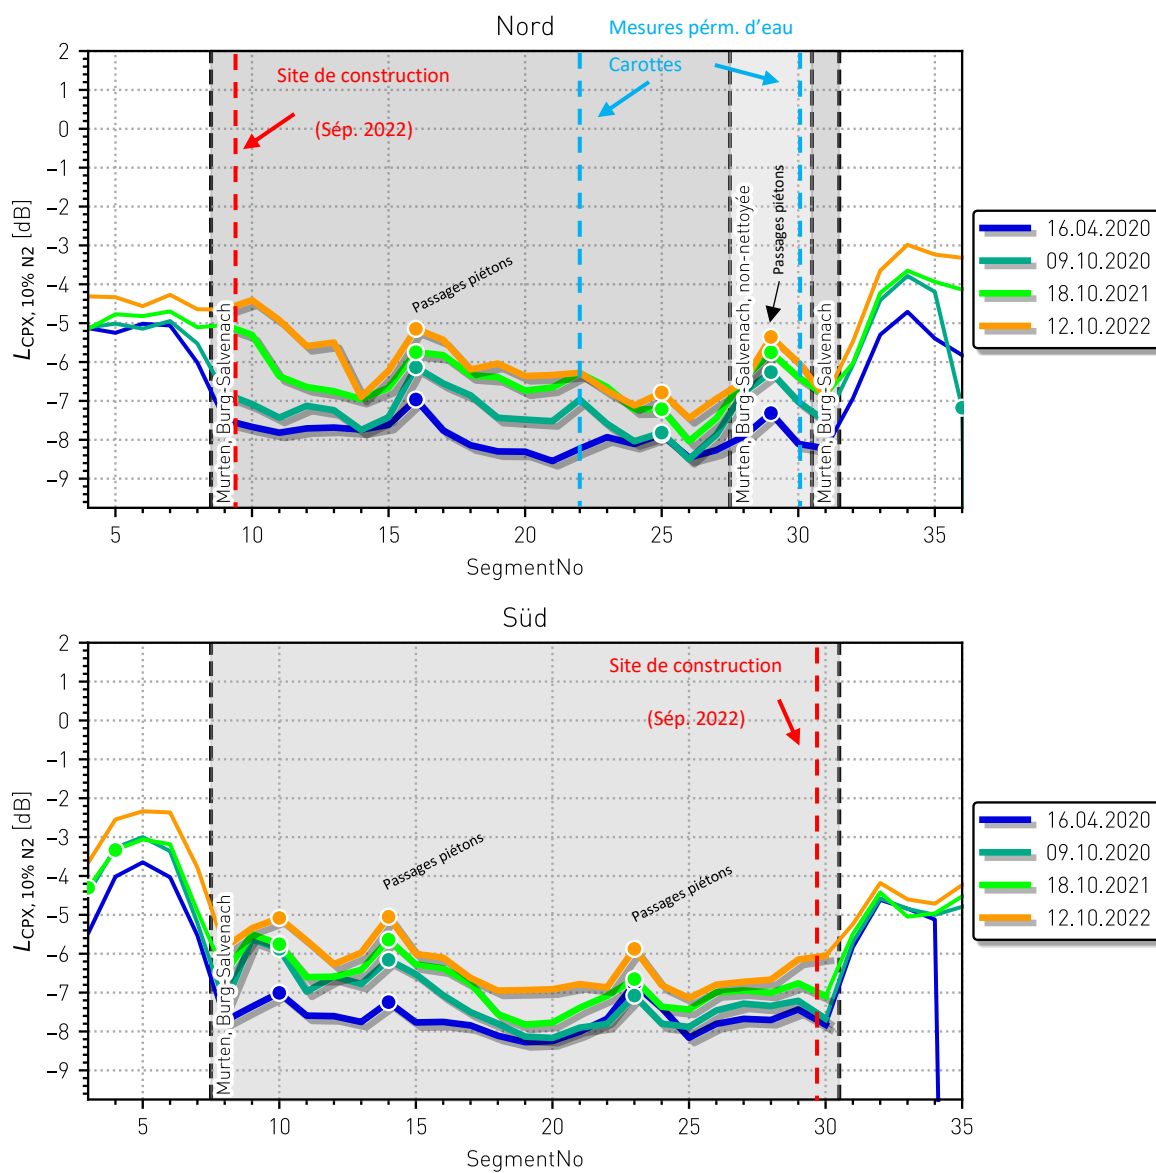 Nord
Mesures pérm. d'eau
Carottes
Site de construction
(Sép. 2022)
2
1
0
−1
−2
−3
−4
−5
−6
−7
−8
−9
LCPX, 10% N2 [dB]
Murten, Burg-Salvenach
Passages piétons
Murten, Burg-Salvenach, non-nettoyée
Passages piétons
Murten, Burg-Salvenach
5 10 15 20 25 30 35
SegmentNo
16.04.2020
09.10.2020
18.10.2021
12.10.2022
Süd
Site de construction
(Sép. 2022)
2
1
0
−1
−2
−3
−4
−5
−6
−7
−8
−9
LCPX, 10% N2 [dB]
Murten, Burg-Salvenach
Passages piétons
Passages piétons
5 10 15 20 25 30 35
SegmentNo
16.04.2020
09.10.2020
18.10.2021
12.10.2022